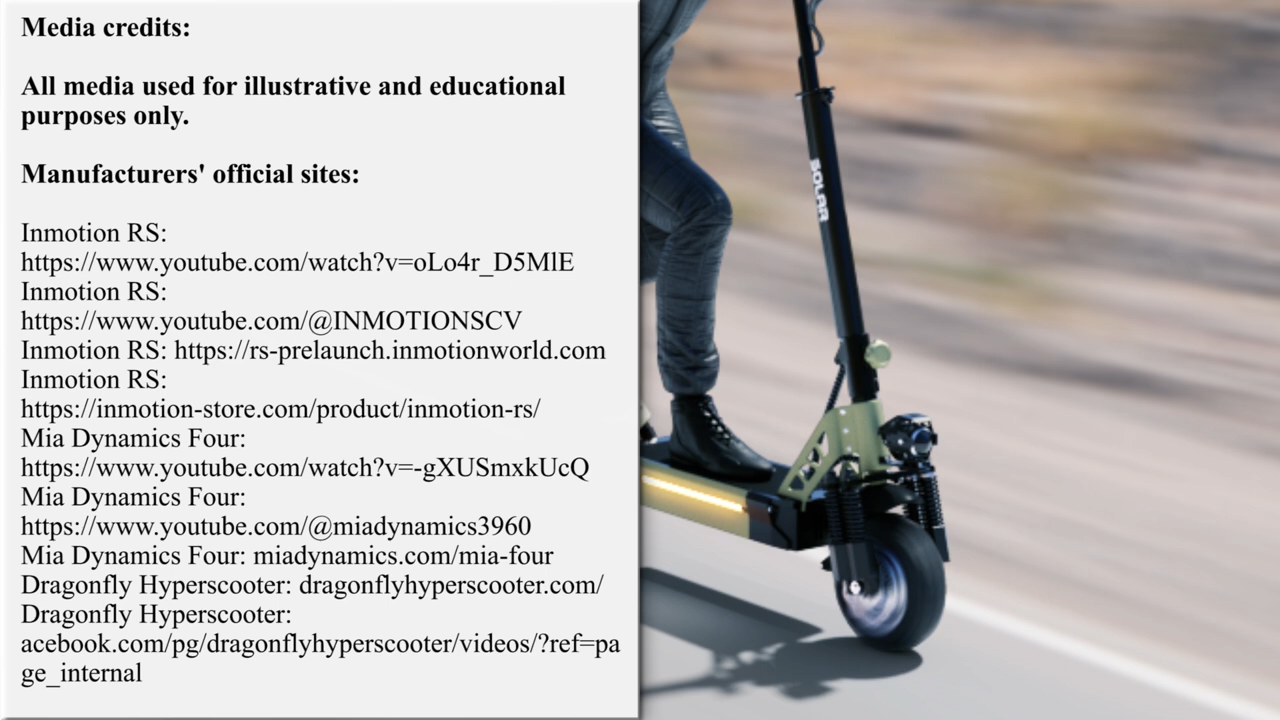 Media credits:
All media used for illustrative and educational
purposes only.
Manufacturers' official sites:
Inmotion RS:
https://www.youtube.com/watch?v=oLo4r_D5MlE
Inmotion RS:
https://www.youtube.com/@INMOTIONSCV
Inmotion RS: https://rs-prelaunch.inmotionworld.com
Inmotion RS:
https://inmotion-store.com/product/inmotion-rs/
Mia Dynamics Four:
https://www.youtube.com/watch?v=-gXUSmxkUcQ
Mia Dynamics Four:
https://www.youtube.com/@miadynamics3960
Mia Dynamics Four: miadynamics.com/mia-four
Dragonfly Hyperscooter: dragonflyhyperscooter.com/
Dragonfly Hyperscooter:
acebook.com/pg/dragonflyhyperscooter/videos/?ref=pa
ge_internal
SOLAR